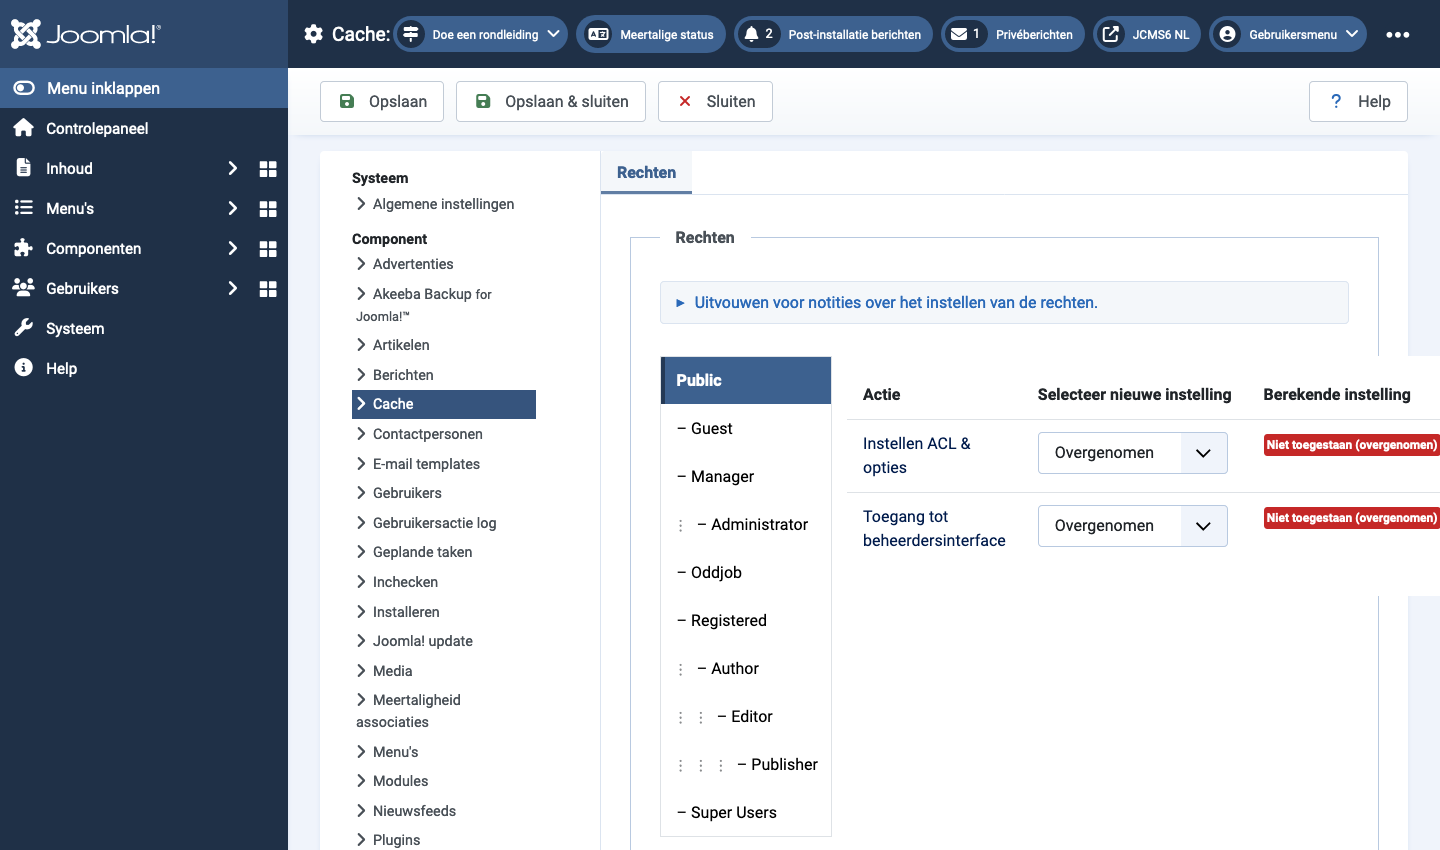 Joomla!®
Cache:
Doe een rondleiding
Meertalige status
2 Post-installatie berichten
1 Privéberichten
JCMS6 NL
Gebruikersmenu
Menu inklappen
Controlepaneel
Inhoud
Menu's
Componenten
Gebruikers
Systeem
Help
Opslaan
Opslaan & sluiten
Sluiten
? Help
Systeem
Algemene instellingen
Component
Advertenties
Akeeba Backup for
Joomla!™
Artikelen
Berichten
Cache
Contactpersonen
E-mail templates
Gebruikers
Gebruikersactie log
Geplande taken
Inchecken
Installeren
Joomla! update
Media
Meertaligheid
associaties
Menu's
Modules
Nieuwsfeeds
Plugins
Rechten
Rechten
Uitvouwen voor notities over het instellen van de rechten.
Public
– Guest
– Manager
⋮ – Administrator
– Oddjob
– Registered
⋮ – Author
⋮ ⋮ – Editor
⋮ ⋮ ⋮ – Publisher
– Super Users
Actie
Selecteer nieuwe instelling
Berekende instelling
Instellen ACL &
opties
Overgenomen
Niet toegestaan (overgenomen)
Toegang tot
beheerdersinterface
Overgenomen
Niet toegestaan (overgenomen)